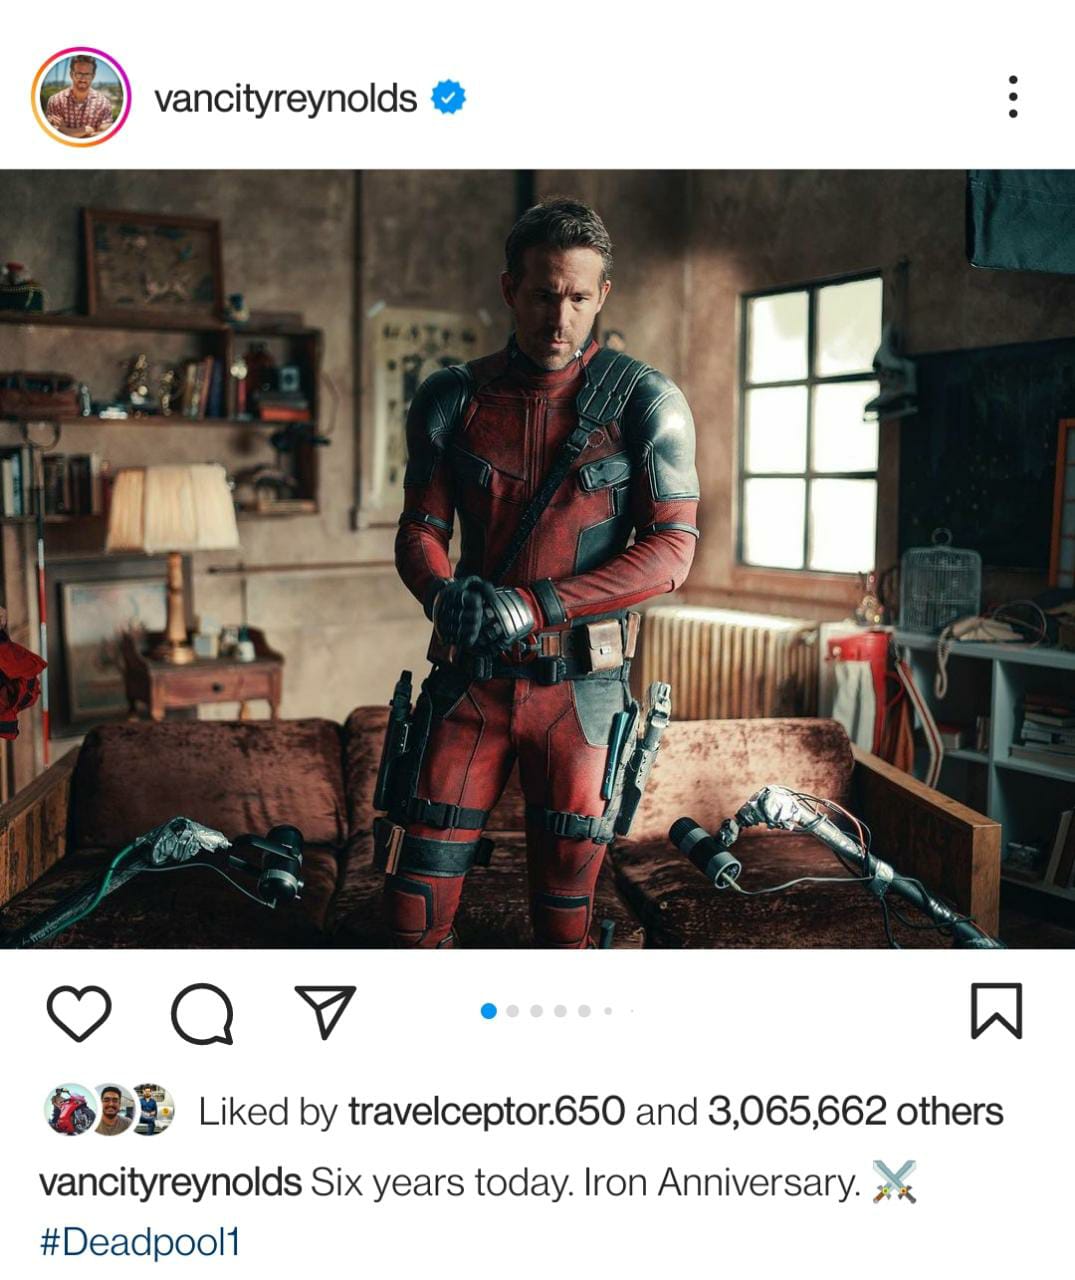 vancityreynolds
Liked by travelceptor.650 and 3,065,662 others
vancityreynolds Six years today. Iron Anniversary. ⚔️
#Deadpool1